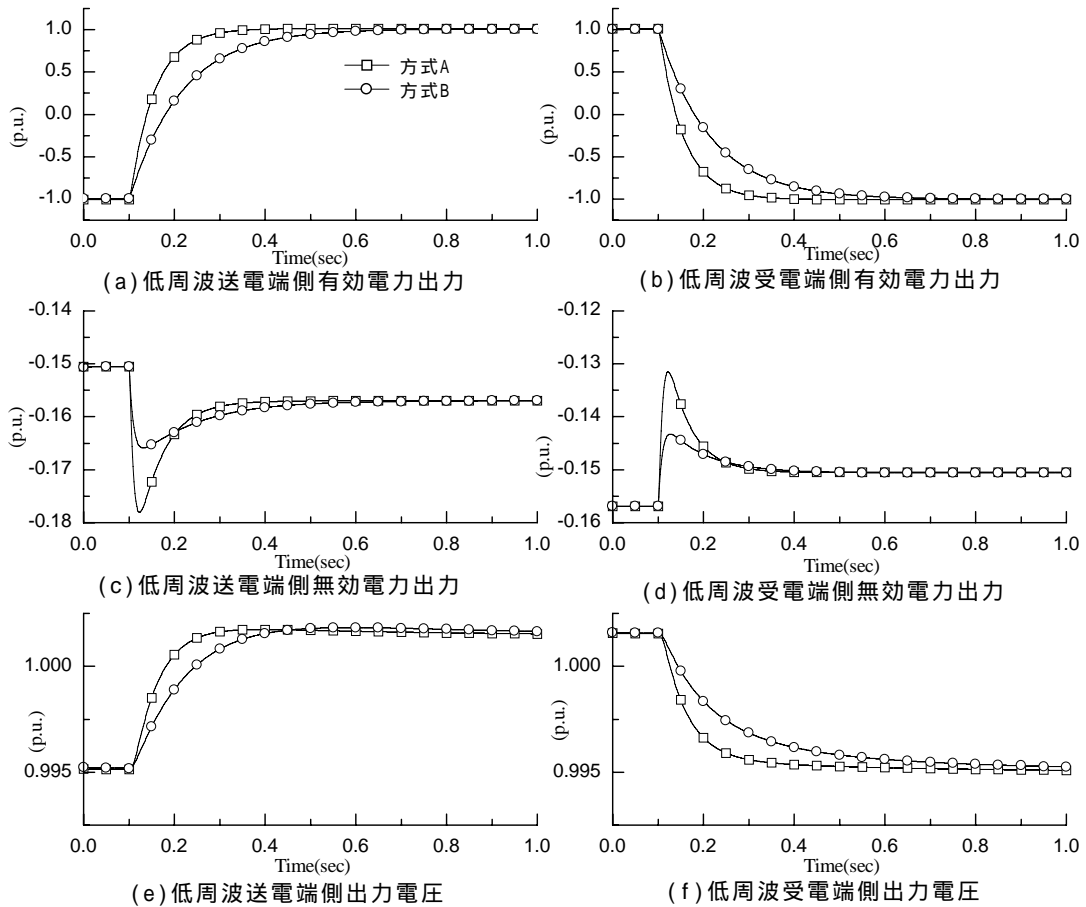 1.0
0.5
0.0
-0.5
-1.0
(p.u.)
方式A
方式B
0.0 0.2 0.4 0.6 0.8 1.0
Time(sec)
(a)低周波送電端側有効電力出力
1.0
0.5
0.0
-0.5
-1.0
(p.u.)
0.0 0.2 0.4 0.6 0.8 1.0
Time(sec)
(b)低周波受電端側有効電力出力
-0.14
-0.15
-0.16
-0.17
-0.18
(p.u.)
0.0 0.2 0.4 0.6 0.8 1.0
Time(sec)
(c)低周波送電端側無効電力出力
-0.12
-0.13
-0.14
-0.15
-0.16
(p.u.)
0.0 0.2 0.4 0.6 0.8 1.0
Time(sec)
(d)低周波受電端側無効電力出力
1.000
0.995
(p.u.)
0.0 0.2 0.4 0.6 0.8 1.0
Time(sec)
(e)低周波送電端側出力電圧
1.000
0.995
(p.u.)
0.0 0.2 0.4 0.6 0.8 1.0
Time(sec)
(f)低周波受電端側出力電圧